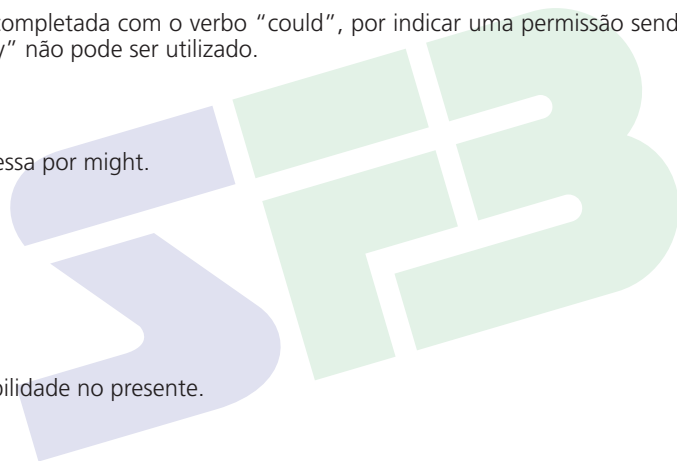 ompletada com o verbo “could”, por indicar uma permissão send
y” não pode ser utilizado.
essa por might.
bilidade no presente.
SFB